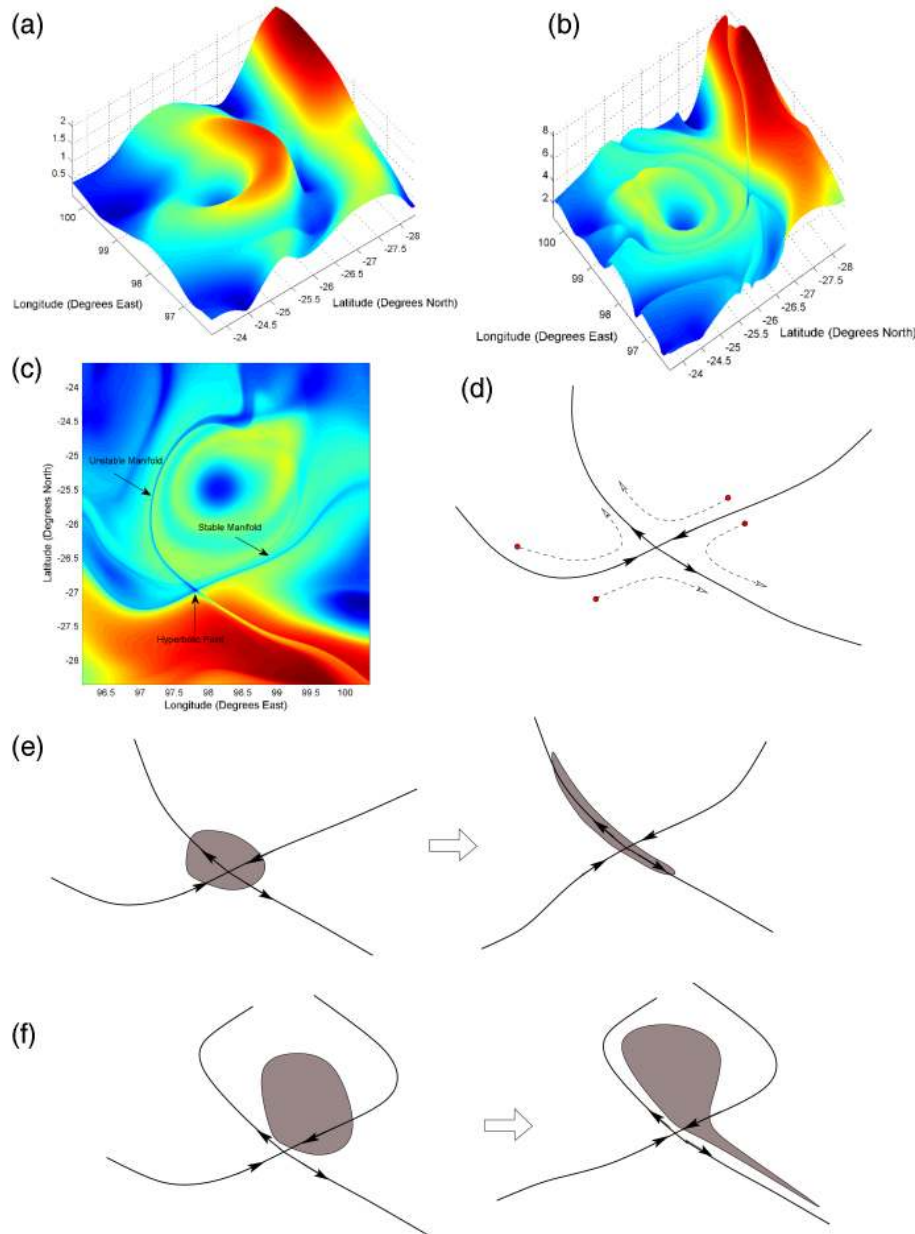 (a)
2
1.5
1
0.5
100
99
98
97
Longitude (Degrees East)
-28
-27.5
-27
-26.5
-26
-25.5
-25
-24.5
-24
Latitude (Degrees North)
(b)
8
6
4
2
100
99
98
97
Longitude (Degrees East)
-28
-27.5
-27
-26.5
-26
-25.5
-25
-24.5
-24
Latitude (Degrees North)
(c)
-24
-24.5
-25
-25.5
-26
-26.5
-27
-27.5
-28
Latitude (Degrees North)
Unstable Manifold
Stable Manifold
Hyperbolic Point
96.5 97 97.5 98 98.5 99 99.5 100
Longitude (Degrees East)
(d)
(e)
(f)